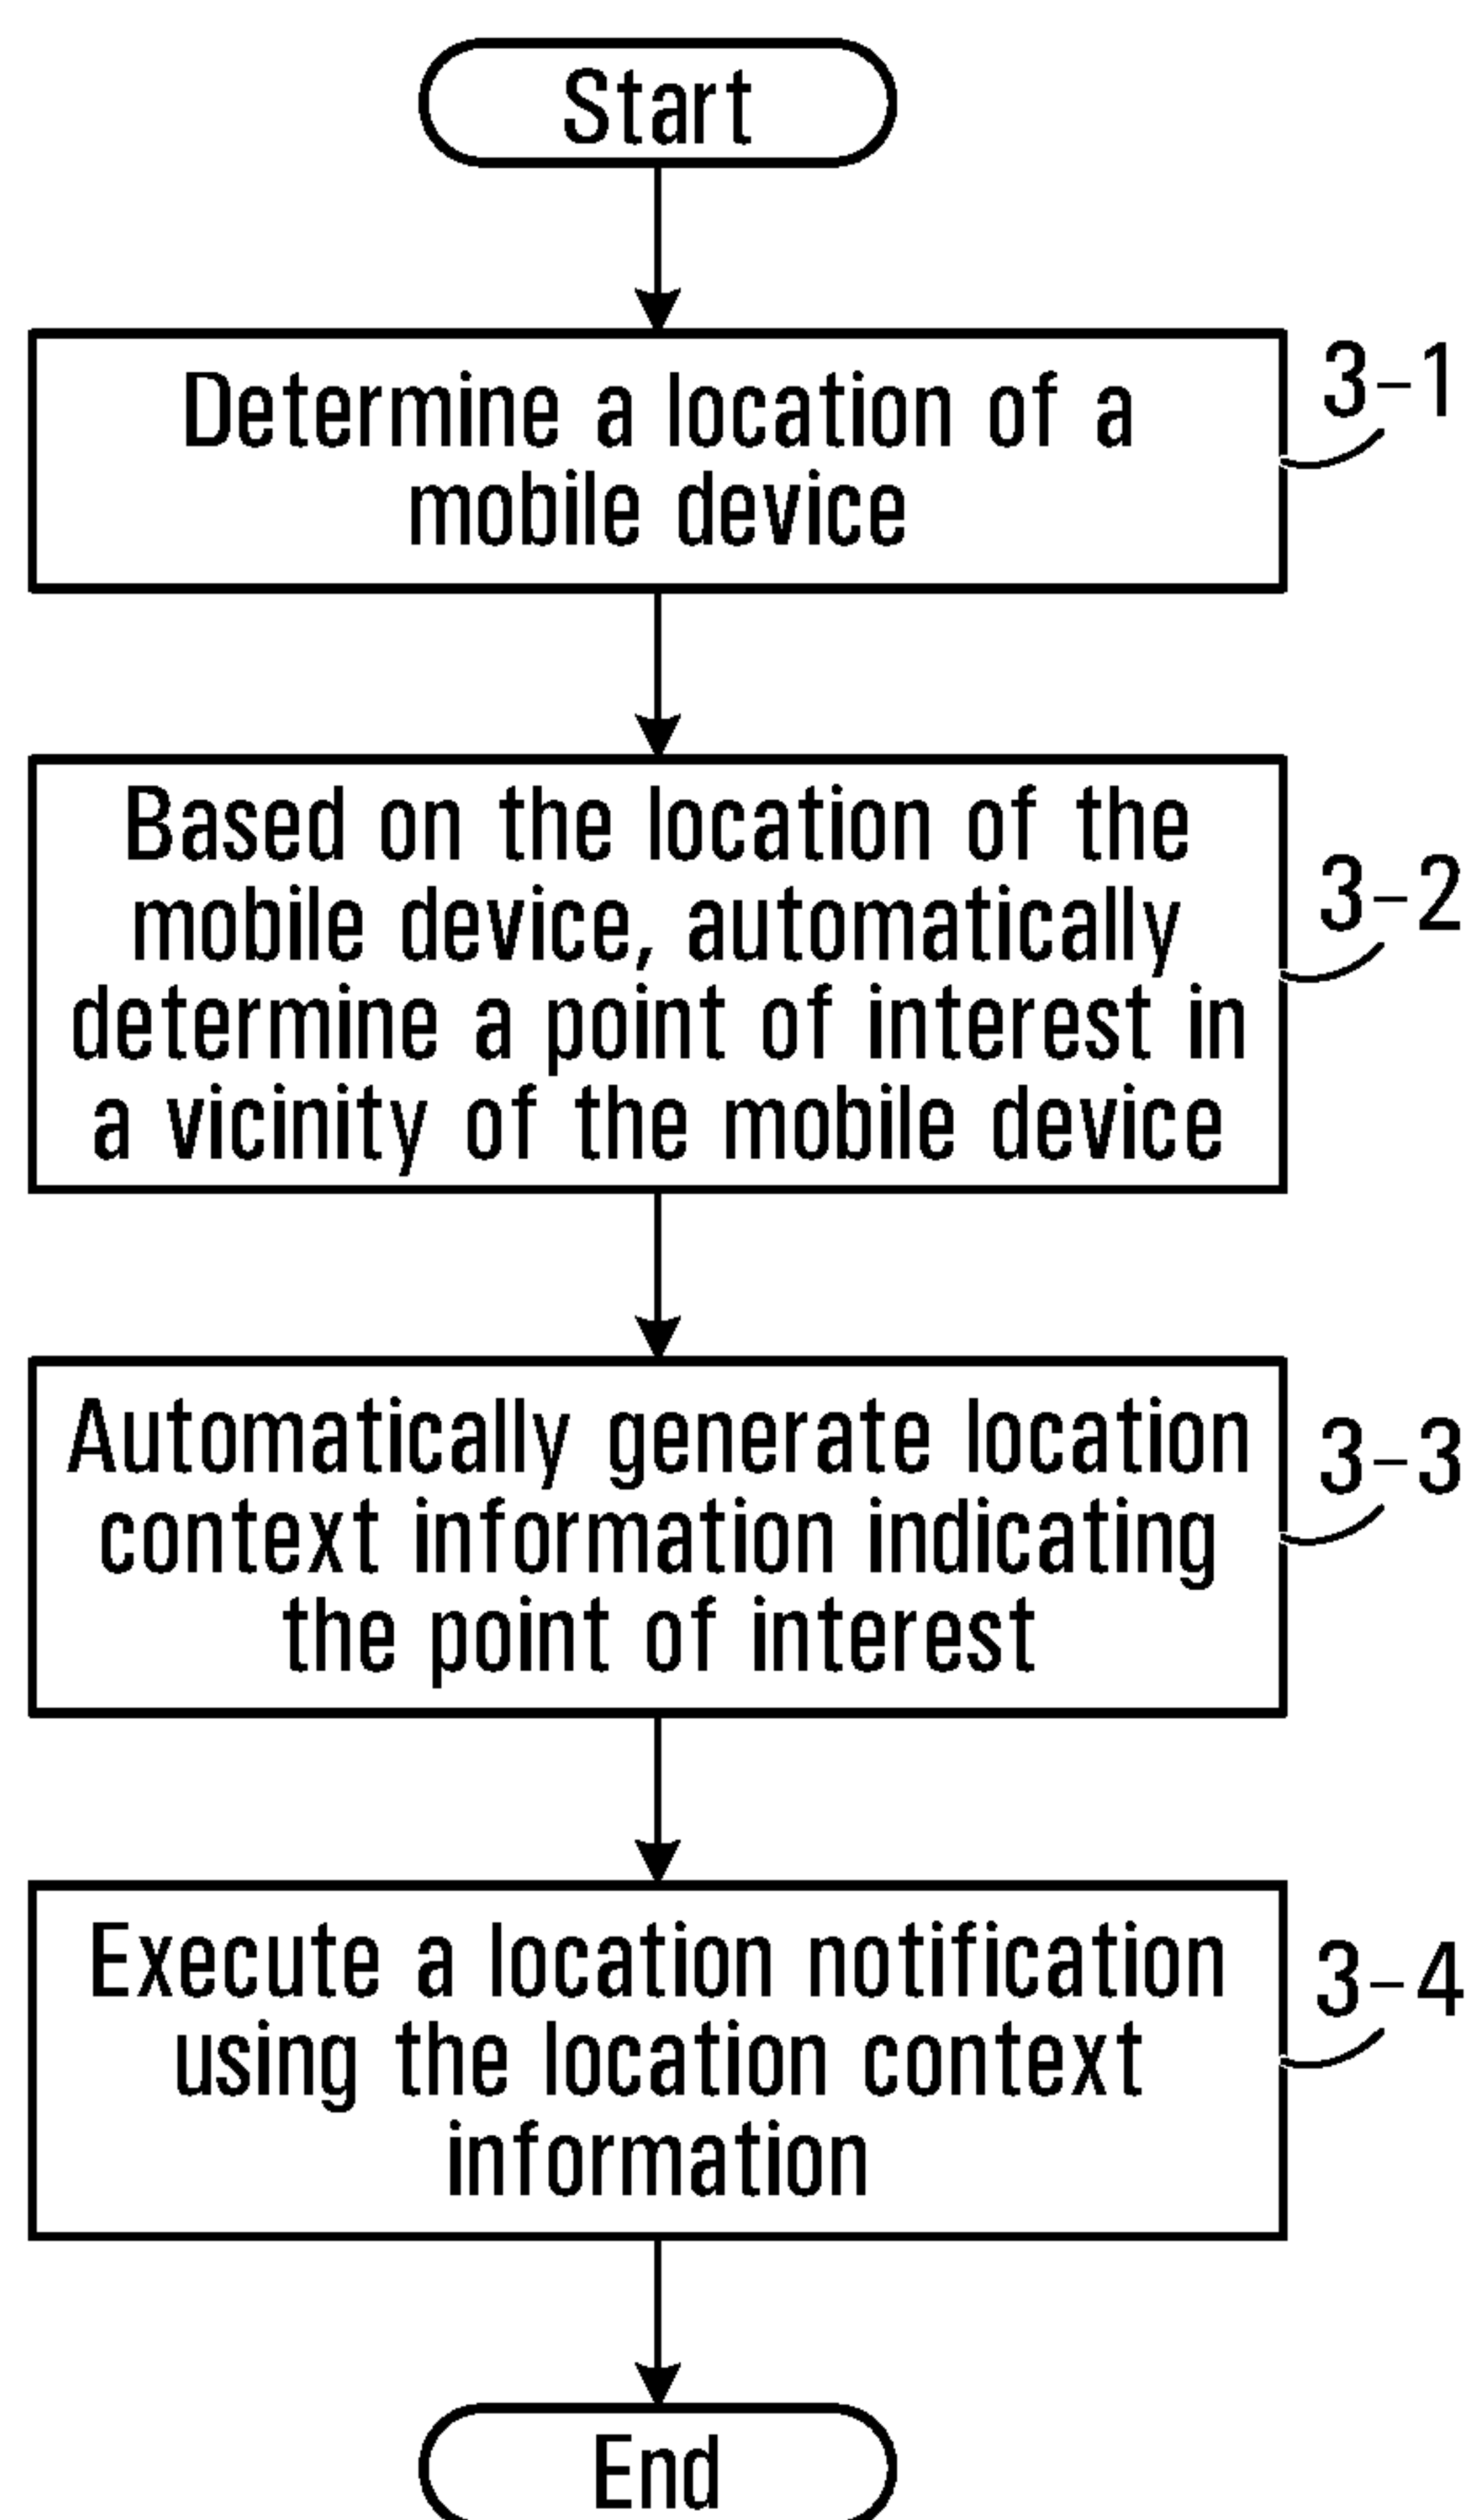 Start
Determine a location of a
mobile device
3-1
Based on the location of the
mobile device, automatically
determine a point of interest in
a vicinity of the mobile device
3-2
Automatically generate location
context information indicating
the point of interest
3-3
Execute a location notification
using the location context
information
3-4
End